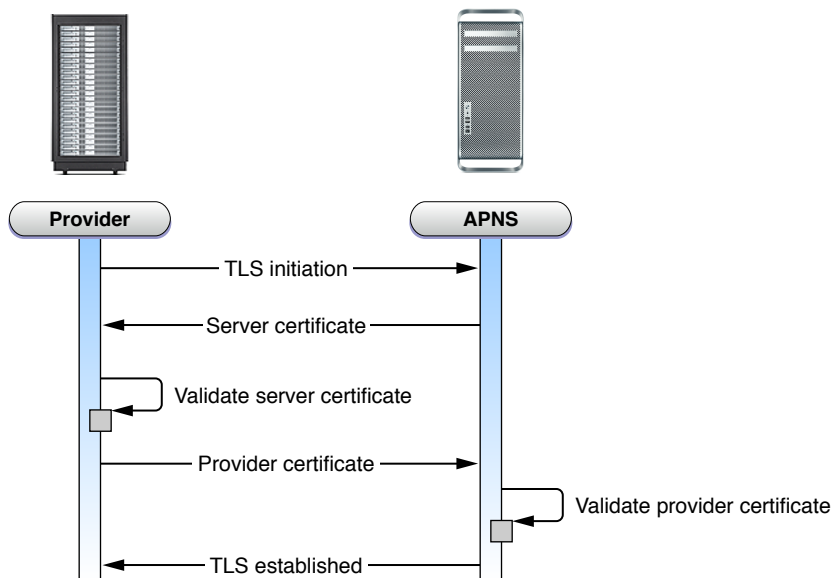 Provider
APNS
TLS initiation
Server certificate
Validate server certificate
Provider certificate
Validate provider certificate
TLS established